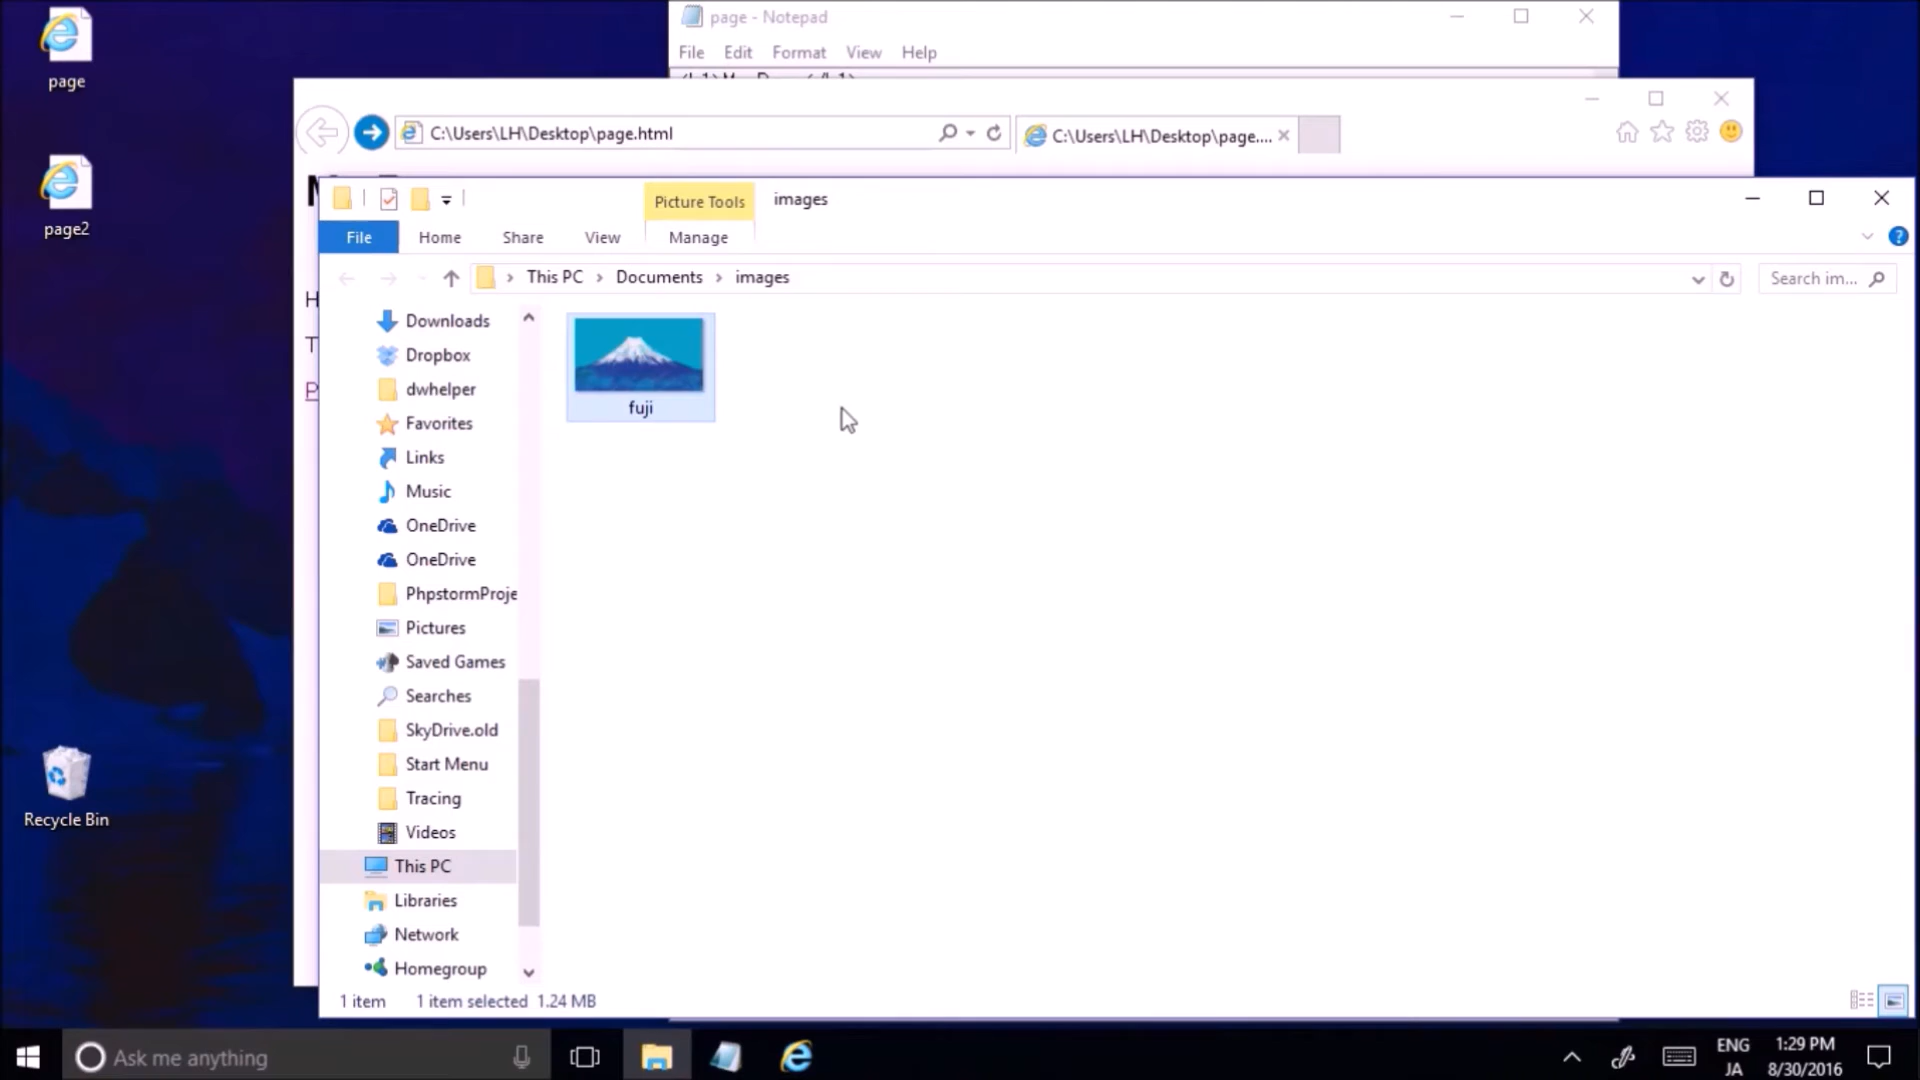 page
page2
Recycle Bin
page - Notepad
File Edit Format View Help
C:\Users\LH\Desktop\page.html
C:\Users\LH\Desktop\page....
Picture Tools
images
File Home Share View Manage
This PC Documents images
Search im...
Downloads
Dropbox
dwhelper
Favorites
Links
Music
OneDrive
OneDrive
PhpstormProje
Pictures
Saved Games
Searches
SkyDrive.old
Start Menu
Tracing
Videos
This PC
Libraries
Network
Homegroup
fuji
1 item 1 item selected 1.24 MB
Ask me anything
ENG
JA
1:29 PM
8/30/2016